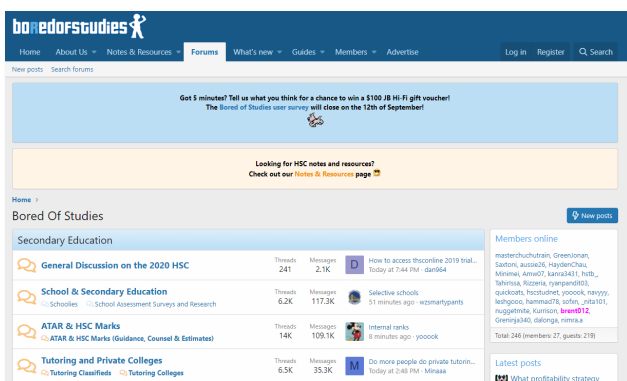 boredofstudies
Home About Us Notes & Resources Forums What's new Guides Members Advertise Log in Register Search
New posts Search forums
Got 5 minutes? Tell us what you think for a chance to win a $100 JB Hi-Fi gift voucher!
The Bored of Studies user survey will close on the 12th of September!
Looking for HSC notes and resources?
Check out our Notes & Resources page
Home
Bored Of Studies
New posts
Secondary Education
General Discussion on the 2020 HSC
Threads Messages
241 2.1K
D
How to access thsconline 2019 trial...
Today at 7:44 PM · dan964
School & Secondary Education
Schoolies School Assessment Surveys and Research
Threads Messages
6.2K 117.3K
Selective schools
51 minutes ago · wzsmartypants
ATAR & HSC Marks
ATAR & HSC Marks (Guidance, Counsel & Estimates)
Threads Messages
14K 109.1K
Internal ranks
8 minutes ago · yooook
Tutoring and Private Colleges
Tutoring Classifieds Tutoring Colleges
Threads Messages
6.5K 35.3K
M
Do more people do private tutorin...
Today at 2:48 PM · Minaaa
Members online
masterchuchutrain, GreenJonan,
Saxtoni, aussie26, HaydenChau,
Minimei, Amw07, kanra3431, hstb_,
Tahirissa, Rizzeria, ryanpandit03,
quickoats, hscstudnet, yooook, navyyy,
leshgooo, hammad78, sofsn, _nita101,
nuggetmite, Kurrison, brent012,
Greninja340, dalonga, nimra.a
Total: 246 (members: 27, guests: 219)
Latest posts
What profitability strategy